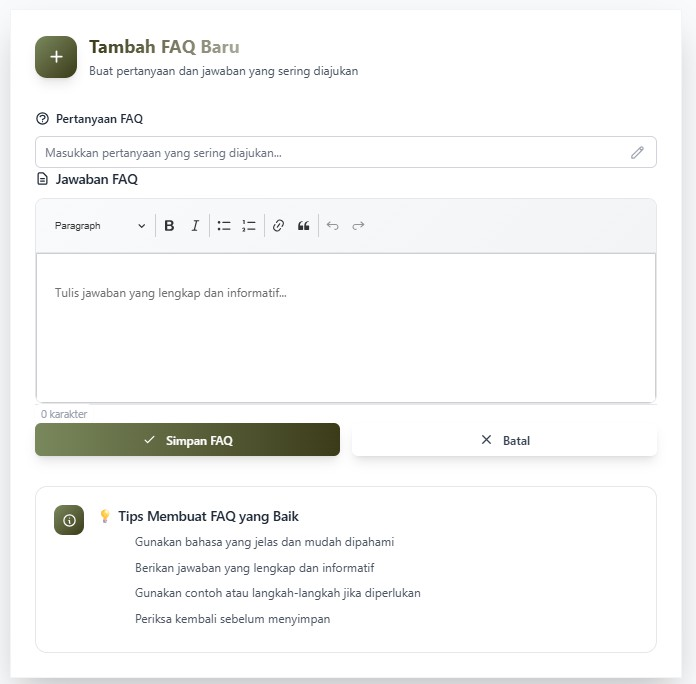 Tambah FAQ Baru
Buat pertanyaan dan jawaban yang sering diajukan
Pertanyaan FAQ
Masukkan pertanyaan yang sering diajukan...
Jawaban FAQ
Paragraph B I
Tulis jawaban yang lengkap dan informatif...
0 karakter
Simpan FAQ
Batal
Tips Membuat FAQ yang Baik
Gunakan bahasa yang jelas dan mudah dipahami
Berikan jawaban yang lengkap dan informatif
Gunakan contoh atau langkah-langkah jika diperlukan
Periksa kembali sebelum menyimpan